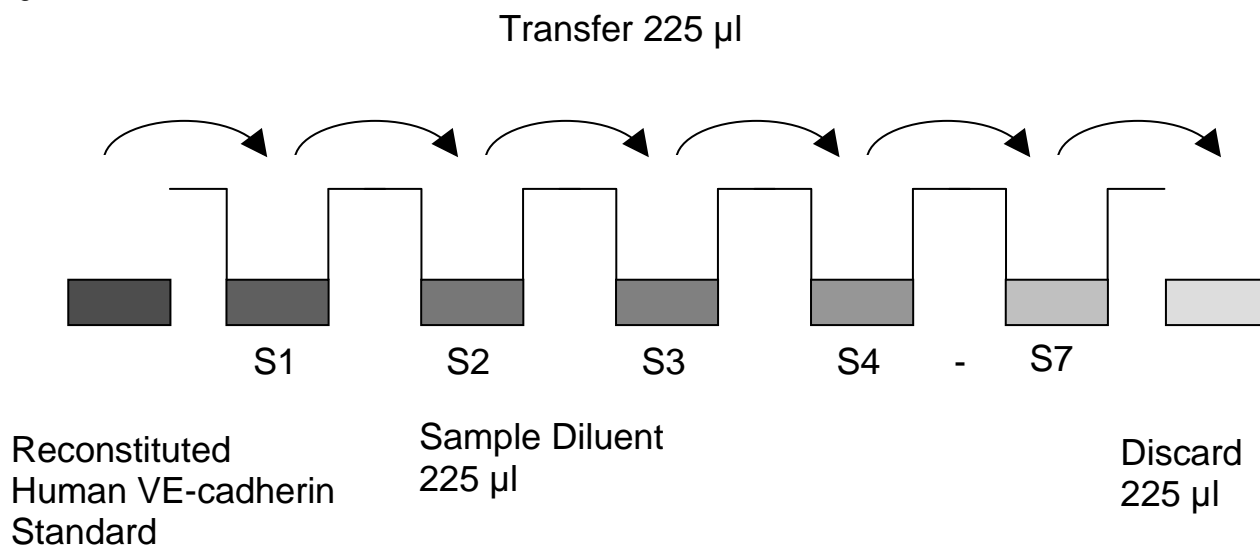 Transfer 225 µl
S1 S2 S3 S4 - S7
Reconstituted
Human VE-cadherin
Standard
Sample Diluent
225 µl
Discard
225 µl